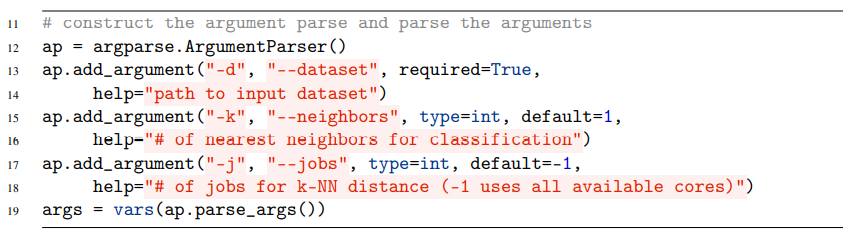 11 # construct the argument parse and parse the arguments
12 ap = argparse.ArgumentParser()
13 ap.add_argument("-d", "--dataset", required=True,
14     help="path to input dataset")
15 ap.add_argument("-k", "--neighbors", type=int, default=1,
16     help="# of nearest neighbors for classification")
17 ap.add_argument("-j", "--jobs", type=int, default=-1,
18     help="# of jobs for k-NN distance (-1 uses all available cores)")
19 args = vars(ap.parse_args())